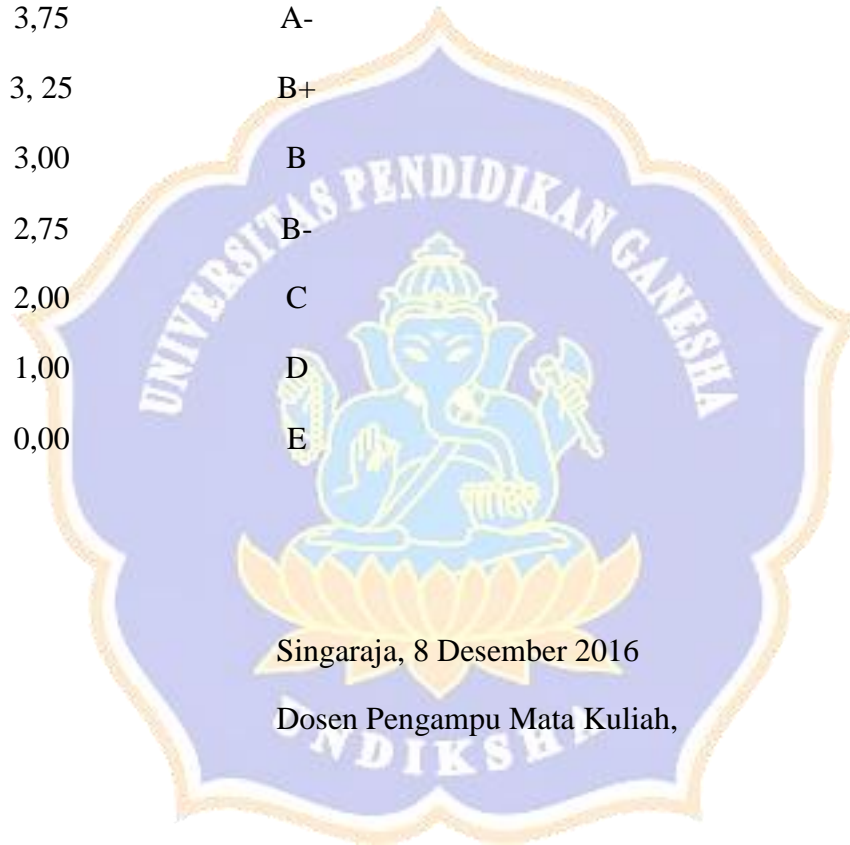 3,75 A-
3, 25 B+
3,00 B
2,75 B-
2,00 C
1,00 D
0,00 E
UNIVERSITAS PENDIDIKAN GANESHA
Singaraja, 8 Desember 2016
Dosen Pengampu Mata Kuliah,
UNDIKSHA